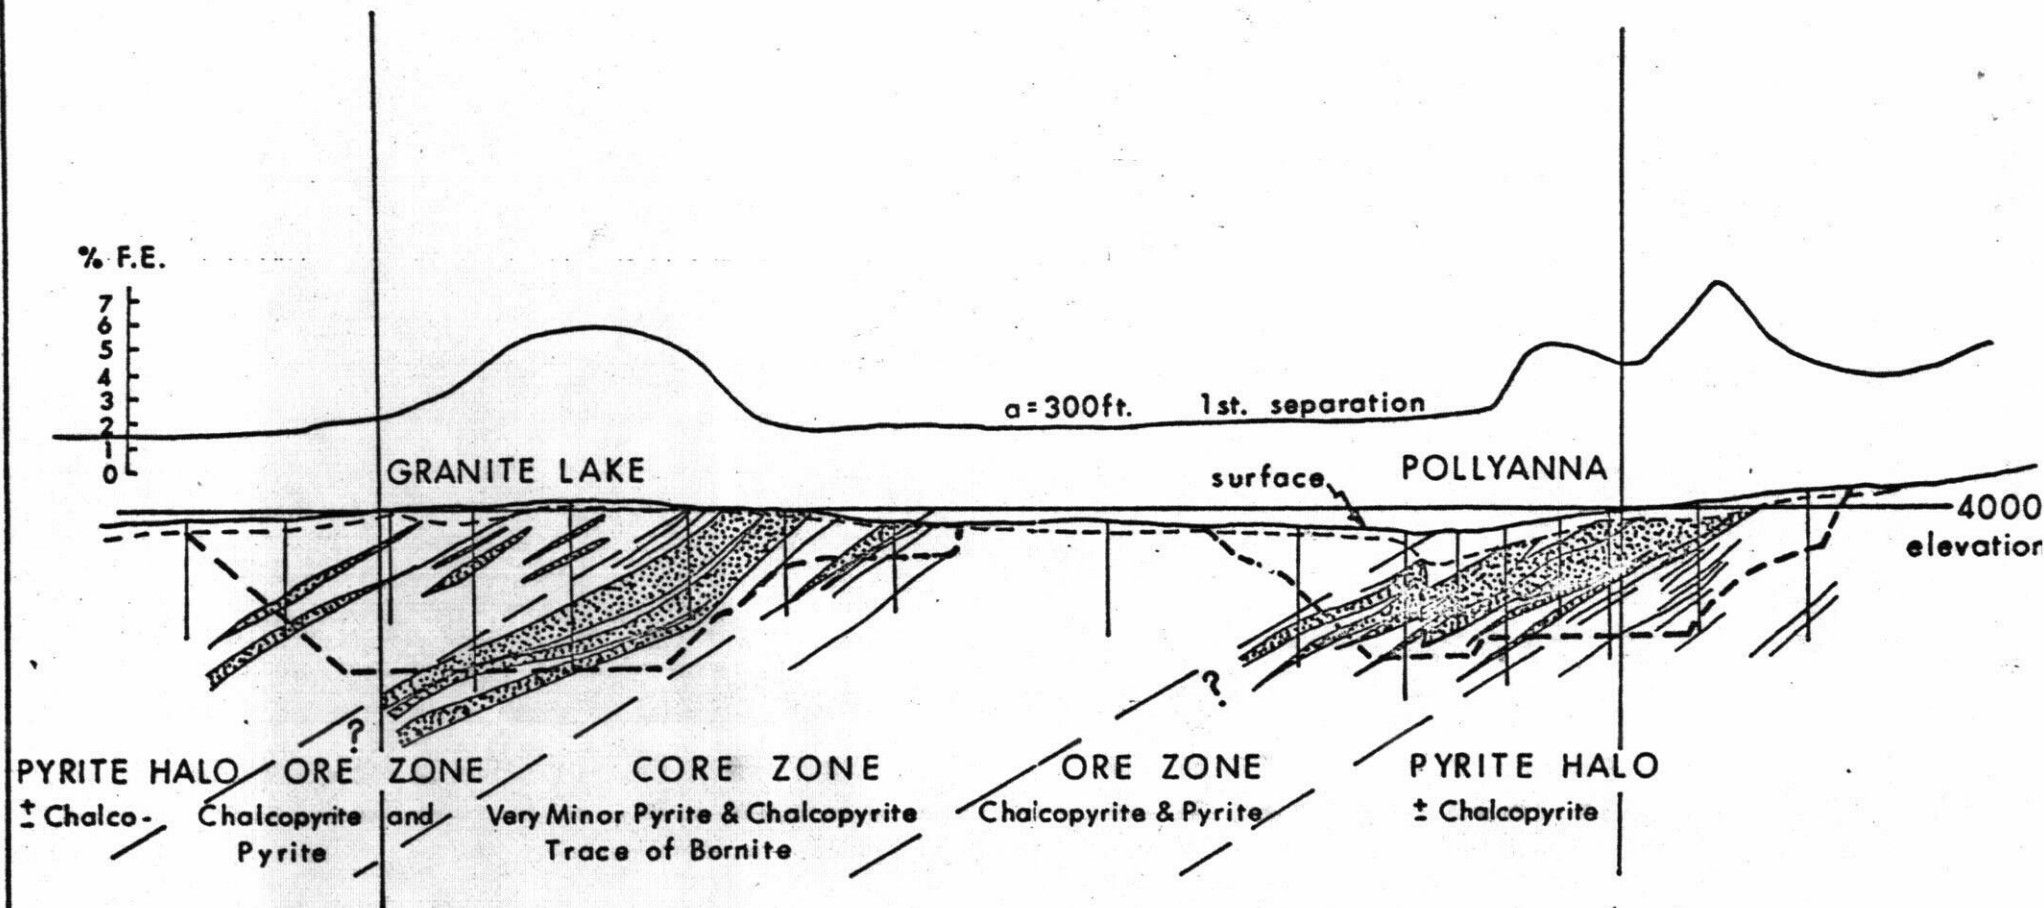 % F.E.
7
6
5
4
3
2
1
0
a = 300ft. 1st. separation
GRANITE LAKE
surface
POLLYANNA
4000
elevation
?
?
PYRITE HALO
± Chalco-
ORE ZONE
Chalcopyrite and
Pyrite
CORE ZONE
Very Minor Pyrite & Chalcopyrite
Trace of Bornite
ORE ZONE
Chalcopyrite & Pyrite
PYRITE HALO
± Chalcopyrite